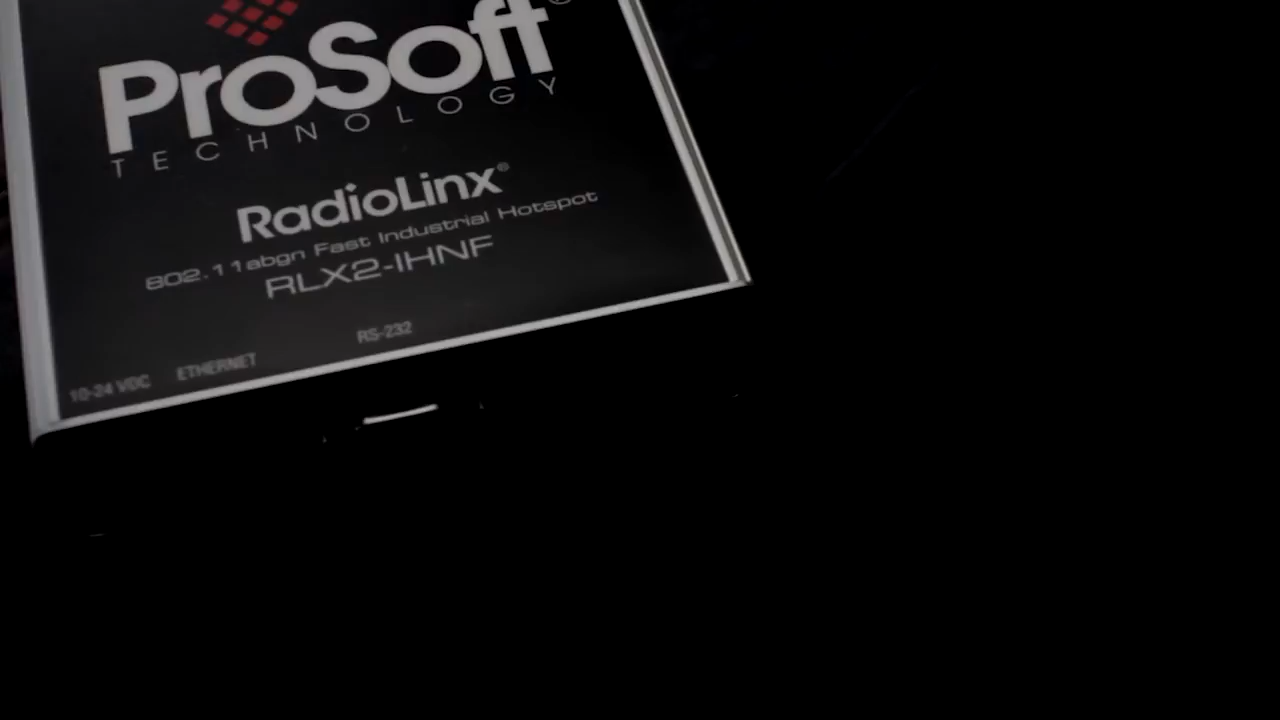 ProSoft®
TECHNOLOGY
RadioLinx®
802.11abgn Fast Industrial Hotspot
RLX2-IHNF
10-24 VDC ETHERNET RS-232